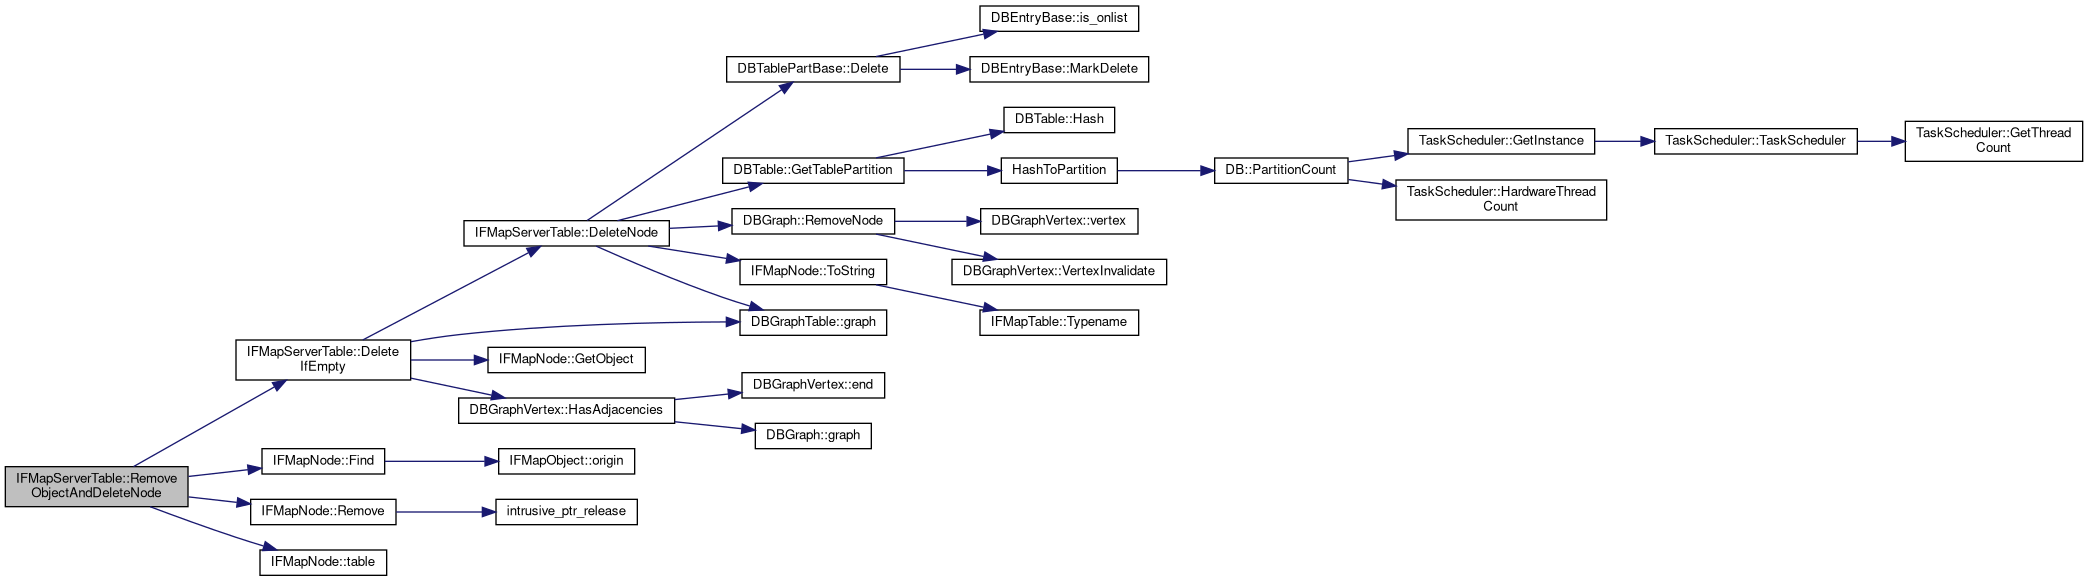 DBEntryBase::is_onlist
DBTablePartBase::Delete
DBEntryBase::MarkDelete
DBTable::Hash
TaskScheduler::GetInstance
TaskScheduler::TaskScheduler
TaskScheduler::GetThread
Count
DBTable::GetTablePartition
HashToPartition
DB::PartitionCount
TaskScheduler::HardwareThread
Count
DBGraph::RemoveNode
DBGraphVertex::vertex
IFMapServerTable::DeleteNode
IFMapNode::ToString
DBGraphVertex::VertexInvalidate
DBGraphTable::graph
IFMapTable::Typename
IFMapServerTable::Delete
IfEmpty
IFMapNode::GetObject
DBGraphVertex::end
DBGraphVertex::HasAdjacencies
DBGraph::graph
IFMapNode::Find
IFMapObject::origin
IFMapServerTable::Remove
ObjectAndDeleteNode
IFMapNode::Remove
intrusive_ptr_release
IFMapNode::table